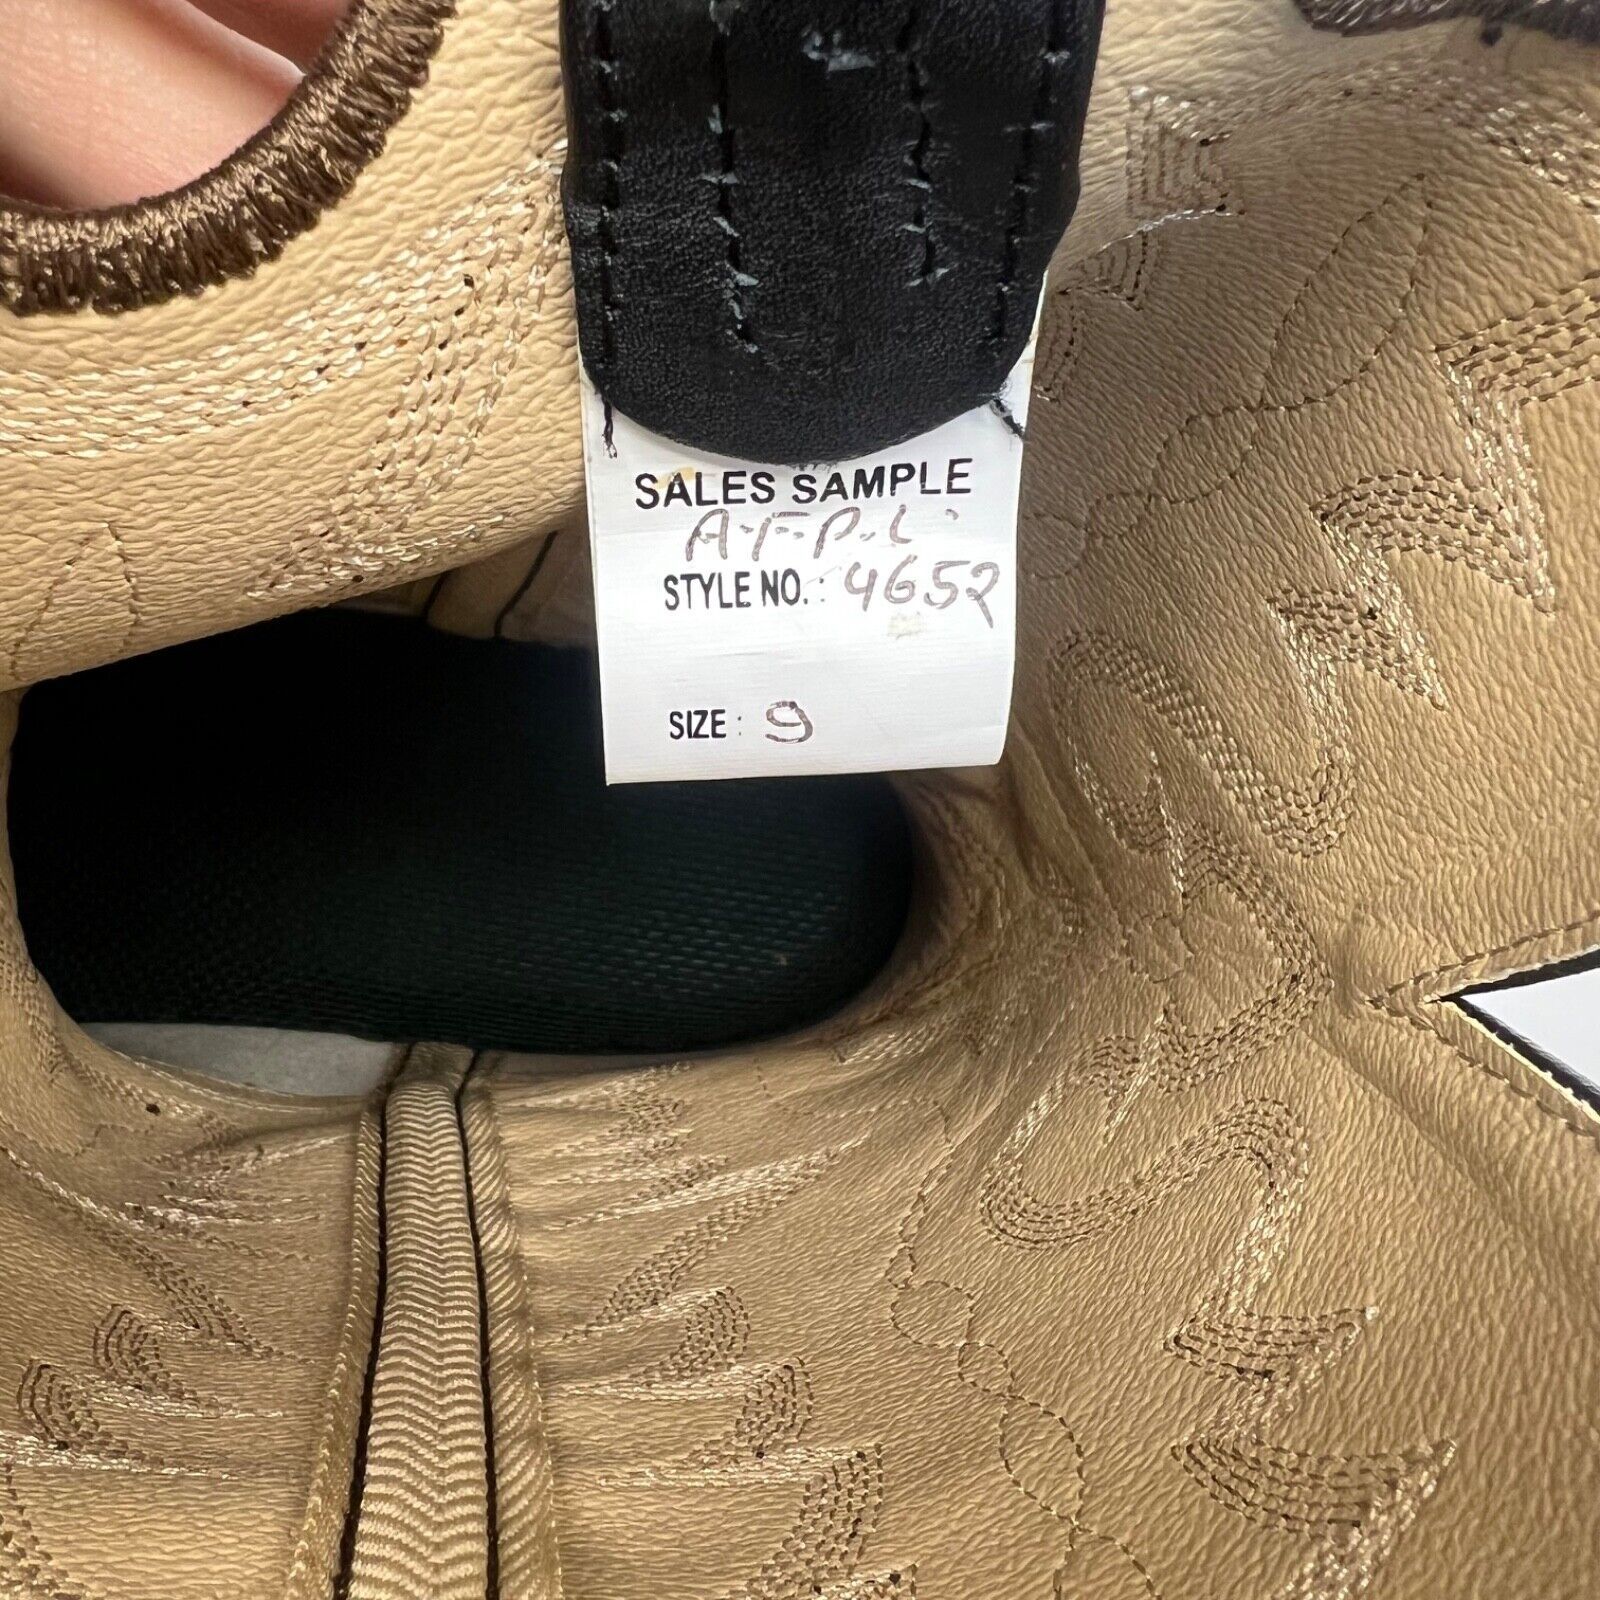 SALES SAMPLE
A.F.P.L.
STYLE NO. : 4652
SIZE : 9